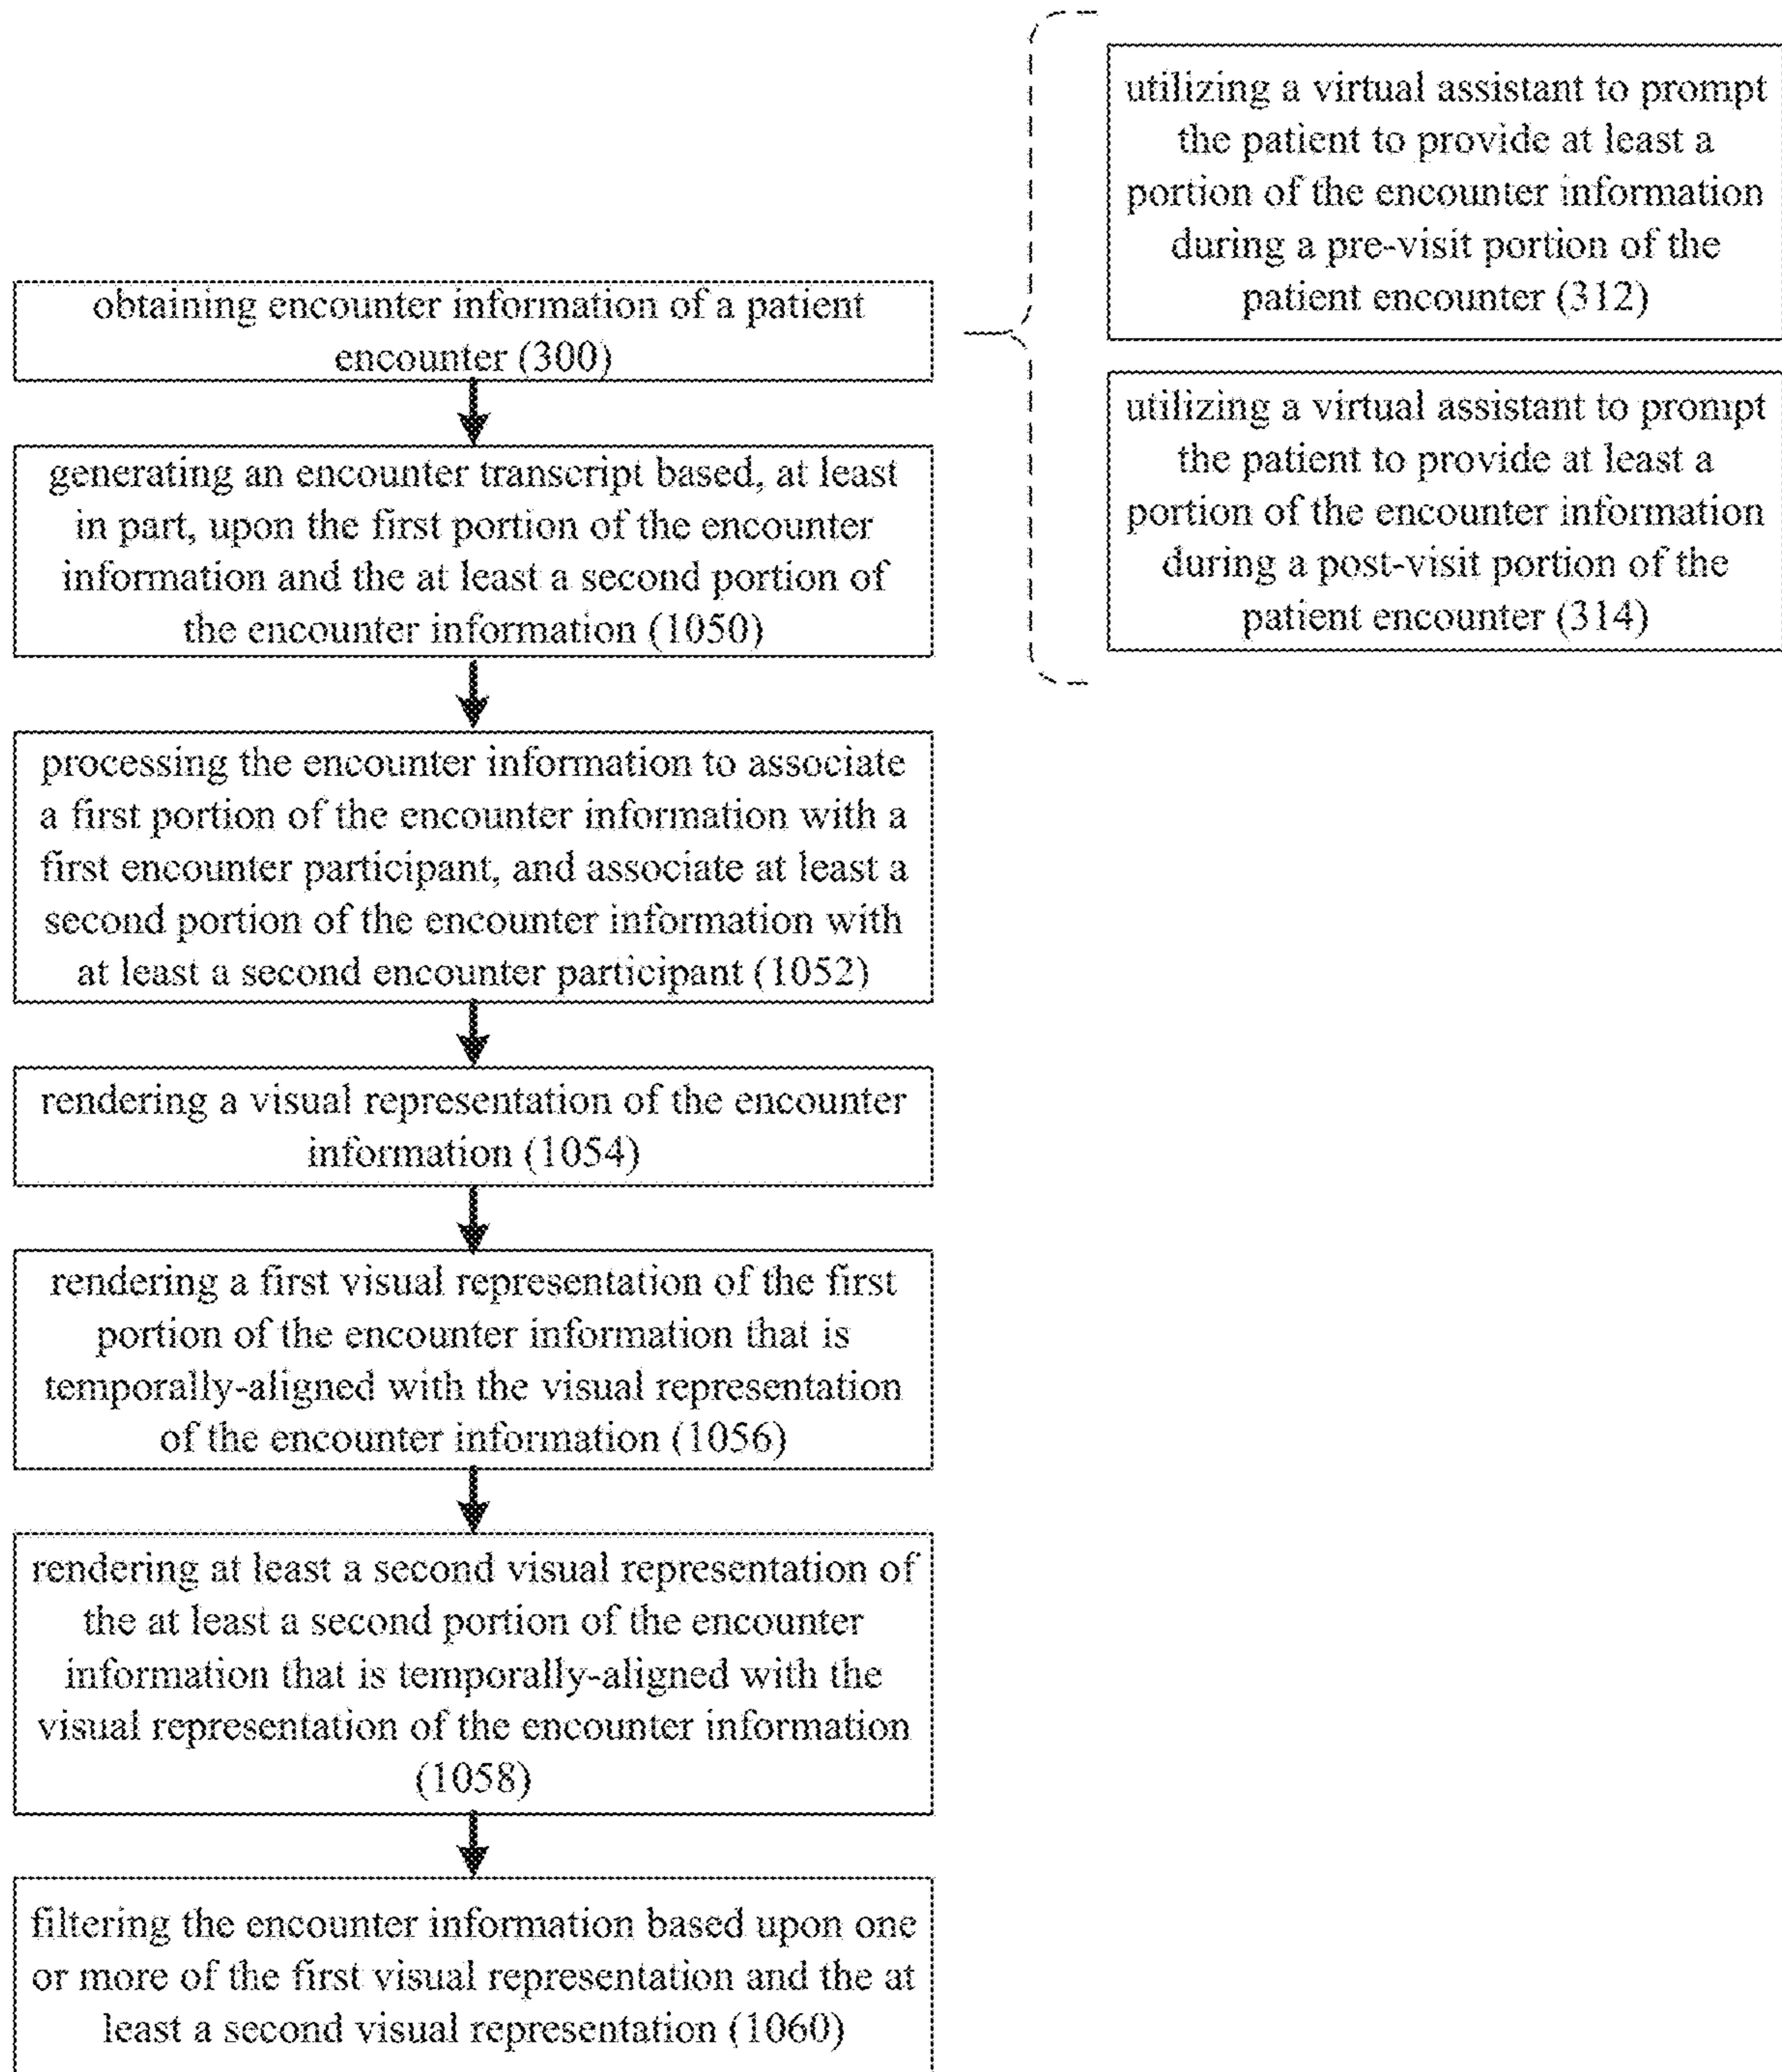 obtaining encounter information of a patient
encounter (300)
generating an encounter transcript based, at least
in part, upon the first portion of the encounter
information and the at least a second portion of
the encounter information (1050)
processing the encounter information to associate
a first portion of the encounter information with a
first encounter participant, and associate at least a
second portion of the encounter information with
at least a second encounter participant (1052)
rendering a visual representation of the encounter
information (1054)
rendering a first visual representation of the first
portion of the encounter information that is
temporally-aligned with the visual representation
of the encounter information (1056)
rendering at least a second visual representation of
the at least a second portion of the encounter
information that is temporally-aligned with the
visual representation of the encounter information
(1058)
filtering the encounter information based upon one
or more of the first visual representation and the at
least a second visual representation (1060)
utilizing a virtual assistant to prompt
the patient to provide at least a
portion of the encounter information
during a pre-visit portion of the
patient encounter (312)
utilizing a virtual assistant to prompt
the patient to provide at least a
portion of the encounter information
during a post-visit portion of the
patient encounter (314)